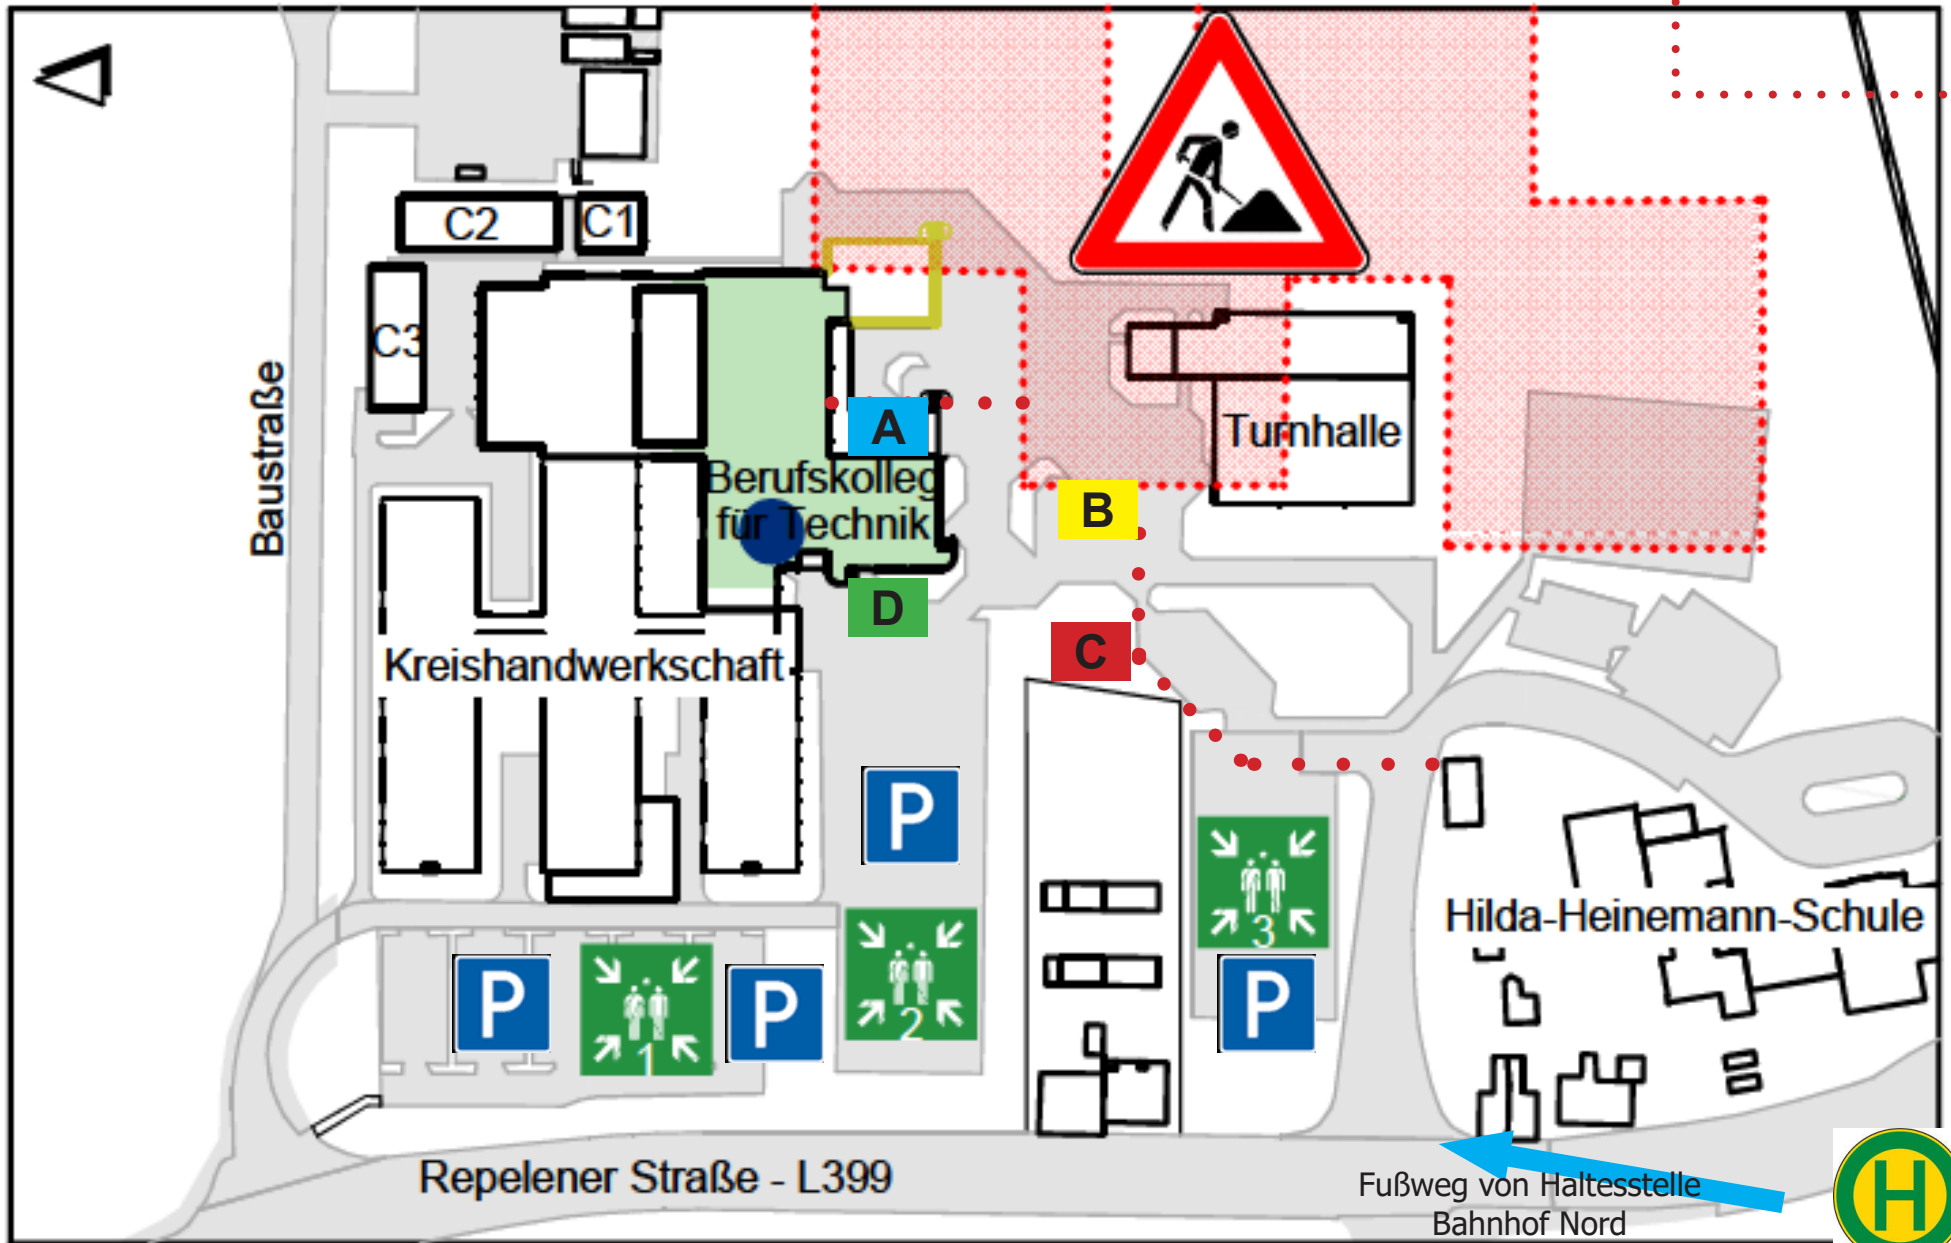 C2
C1
C3
Baustraße
A
Turnhalle
Berufskolleg
für Technik
B
D
C
Kreishandwerkschaft
P
3
Hilda-Heinemann-Schule
P
1
P
2
P
Repelener Straße - L399
Fußweg von Haltesstelle
Bahnhof Nord
H